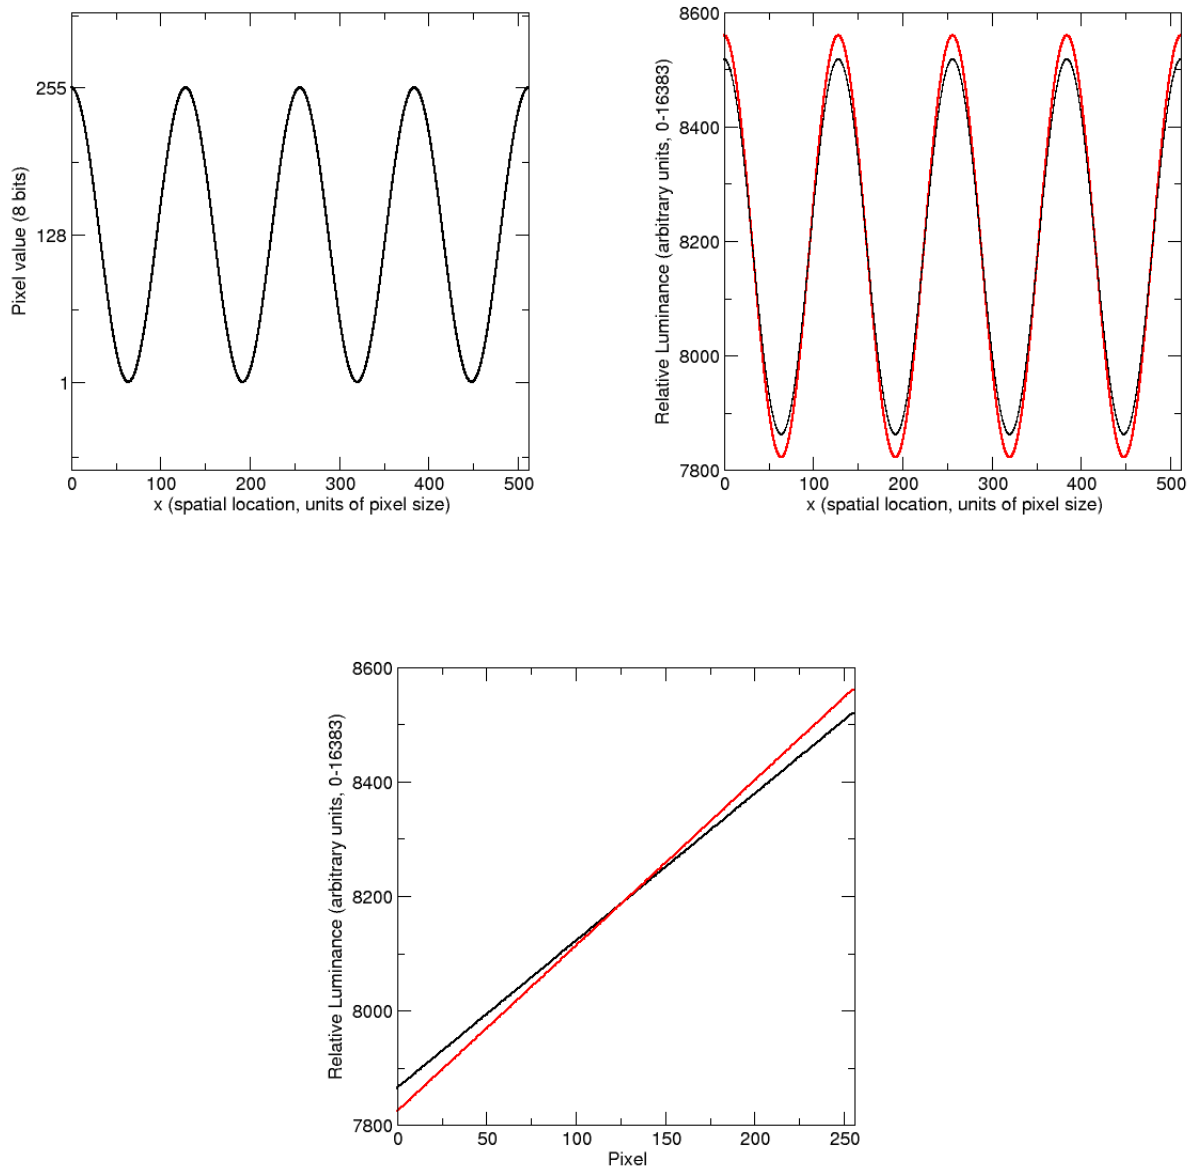 255
128
1
Pixel value (8 bits)
0 100 200 300 400 500
x (spatial location, units of pixel size)
8600
8400
8200
8000
7800
Relative Luminance (arbitrary units, 0-16383)
0 100 200 300 400 500
x (spatial location, units of pixel size)
8600
8400
8200
8000
7800
Relative Luminance (arbitrary units, 0-16383)
0 50 100 150 200 250
Pixel